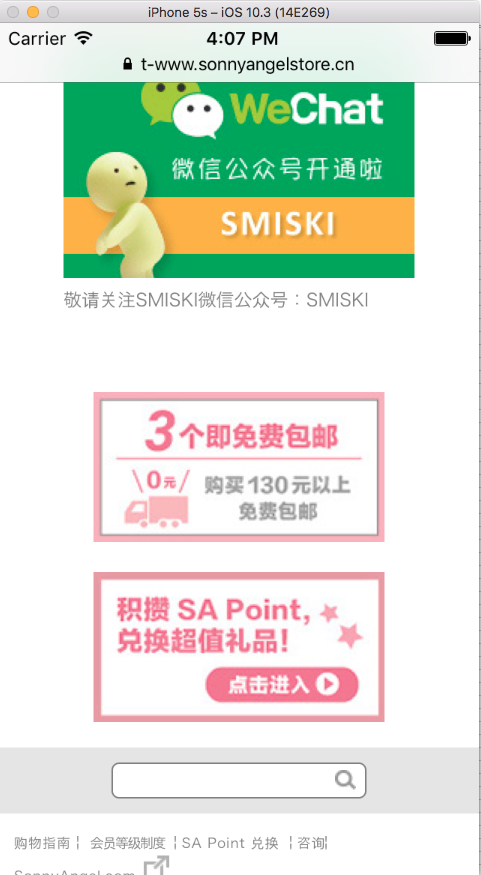 iPhone 5s – iOS 10.3 (14E269)
Carrier 4:07 PM
t-www.sonnyangelstore.cn
WeChat
微信公众号开通啦
SMISKI
敬请关注SMISKI微信公众号：SMISKI
3个即免费包邮
\0元/
购买130元以上
免费包邮
积攒 SA Point，
兑换超值礼品！
点击进入
购物指南 | 会员等级制度 | SA Point 兑换 | 咨询|
SonnyAngel.com